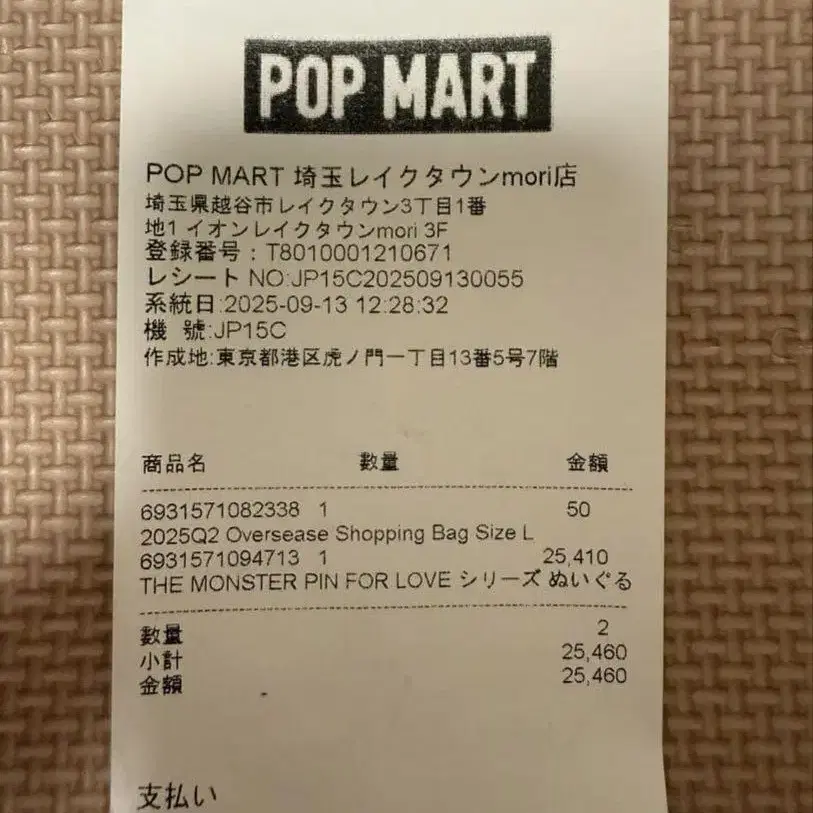 POP MART
POP MART 埼玉レイクタウンmori店
埼玉県越谷市レイクタウン3丁目1番
地1 イオンレイクタウンmori 3F
登録番号：T8010001210671
レシート NO:JP15C202509130055
系統日:2025-09-13 12:28:32
機 號:JP15C
作成地:東京都港区虎ノ門一丁目13番5号7階
商品名 数量 金額
6931571082338 1 50
2025Q2 Oversease Shopping Bag Size L
6931571094713 1 25,410
THE MONSTER PIN FOR LOVE シリーズ ぬいぐる
数量 2
小計 25,460
金額 25,460
支払い